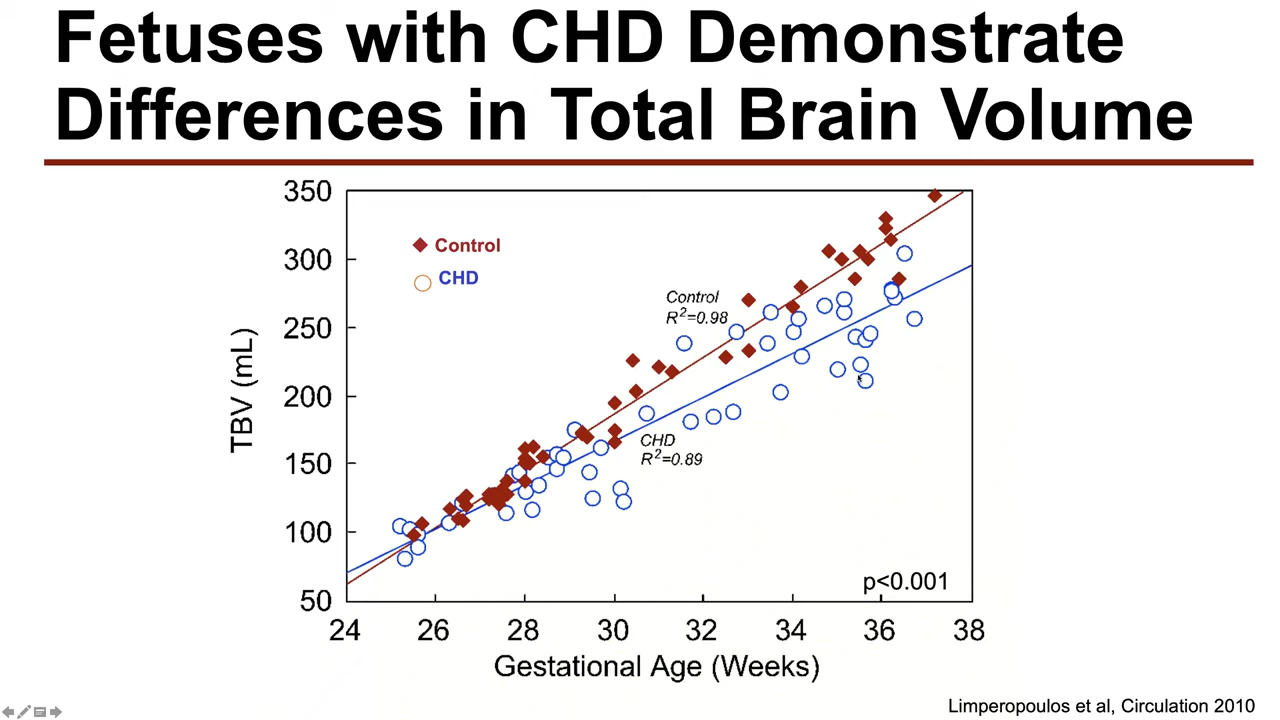 Fetuses with CHD Demonstrate
Differences in Total Brain Volume
350
300
250
200
150
100
50
TBV (mL)
Control
CHD
Control
R²=0.98
CHD
R²=0.89
p<0.001
24 26 28 30 32 34 36 38
Gestational Age (Weeks)
Limperopoulos et al, Circulation 2010